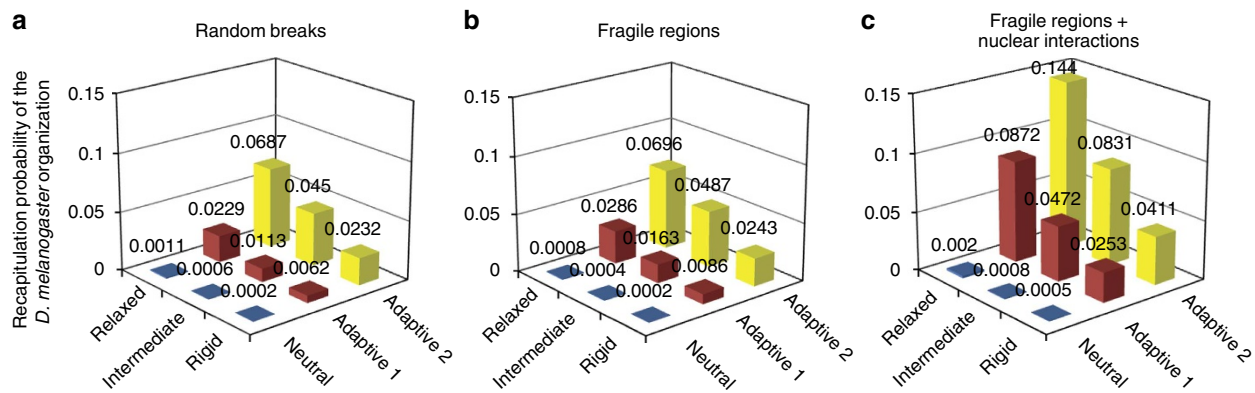 a
Random breaks
Recapitulation probability of the
D. melanogaster organization
0.15
0.1
0.05
0
0.0687
0.045
0.0232
0.0229
0.0113
0.0062
0.0011
0.0006
0.0002
Relaxed
Intermediate
Rigid
Neutral
Adaptive 1
Adaptive 2
b
Fragile regions
0.15
0.1
0.05
0
0.0696
0.0487
0.0243
0.0286
0.0163
0.0086
0.0008
0.0004
0.0002
Relaxed
Intermediate
Rigid
Neutral
Adaptive 1
Adaptive 2
c
Fragile regions +
nuclear interactions
0.15
0.1
0.05
0
0.144
0.0831
0.0411
0.0872
0.0472
0.0253
0.002
0.0008
0.0005
Relaxed
Intermediate
Rigid
Neutral
Adaptive 1
Adaptive 2